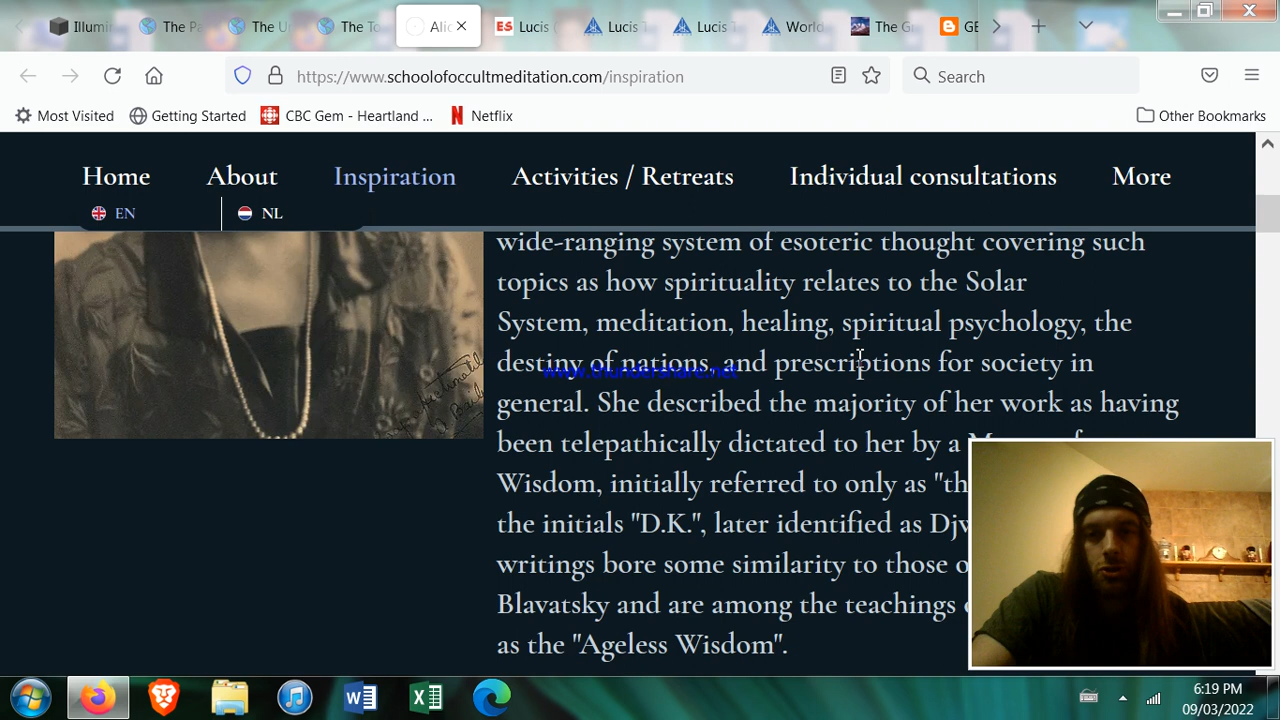 Illumin
The Pa
The U
The To
Alic
Lucis
Lucis T
Lucis T
World
The G
GE
https://www.schoolofoccultmeditation.com/inspiration
Search
Most Visited
Getting Started
CBC Gem - Heartland ...
Netflix
Other Bookmarks
Home
About
Inspiration
Activities / Retreats
Individual consultations
More
EN
NL
wide-ranging system of esoteric thought covering such
topics as how spirituality relates to the Solar
System, meditation, healing, spiritual psychology, the
destiny of nations, and prescriptions for society in
www.thundershare.net
general. She described the majority of her work as having
been telepathically dictated to her by a
Wisdom, initially referred to only as "th
the initials "D.K.", later identified as Djw
writings bore some similarity to those o
Blavatsky and are among the teachings
as the "Ageless Wisdom".
6:19 PM
09/03/2022